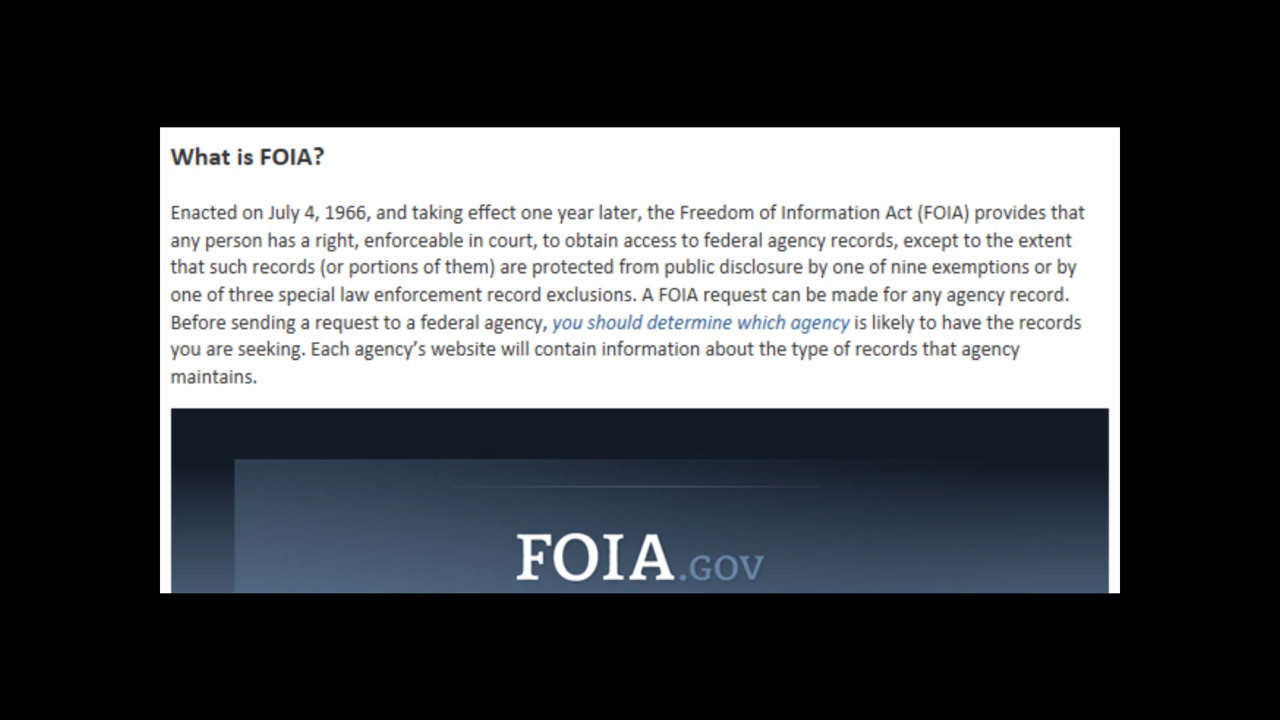 What is FOIA?
Enacted on July 4, 1966, and taking effect one year later, the Freedom of Information Act (FOIA) provides that
any person has a right, enforceable in court, to obtain access to federal agency records, except to the extent
that such records (or portions of them) are protected from public disclosure by one of nine exemptions or by
one of three special law enforcement record exclusions. A FOIA request can be made for any agency record.
Before sending a request to a federal agency, you should determine which agency is likely to have the records
you are seeking. Each agency’s website will contain information about the type of records that agency
maintains.
FOIA.GOV